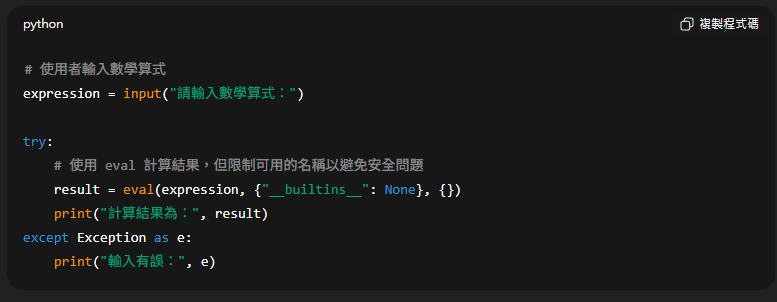 python
複製程式碼
# 使用者輸入數學算式
expression = input("請輸入數學算式：")
try:
    # 使用 eval 計算結果，但限制可用的名稱以避免安全問題
    result = eval(expression, {"__builtins__": None}, {})
    print("計算結果為：", result)
except Exception as e:
    print("輸入有誤：", e)